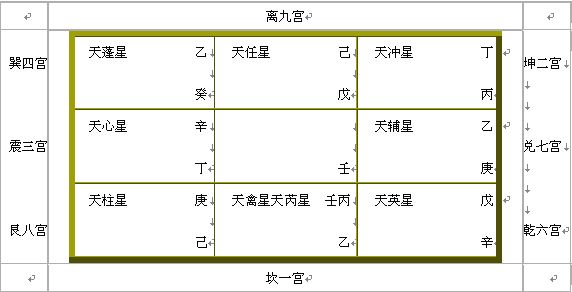 离九宫
巽四宫 天蓬星 乙 天任星 己 天冲星 丁 坤二宫
癸 戊 丙
震三宫 天心星 辛 天辅星 乙 兑七宫
丁 壬 庚
天柱星 庚 天禽星天芮星 壬丙 天英星 戊
艮八宫 己 乙 辛 乾六宫
坎一宫